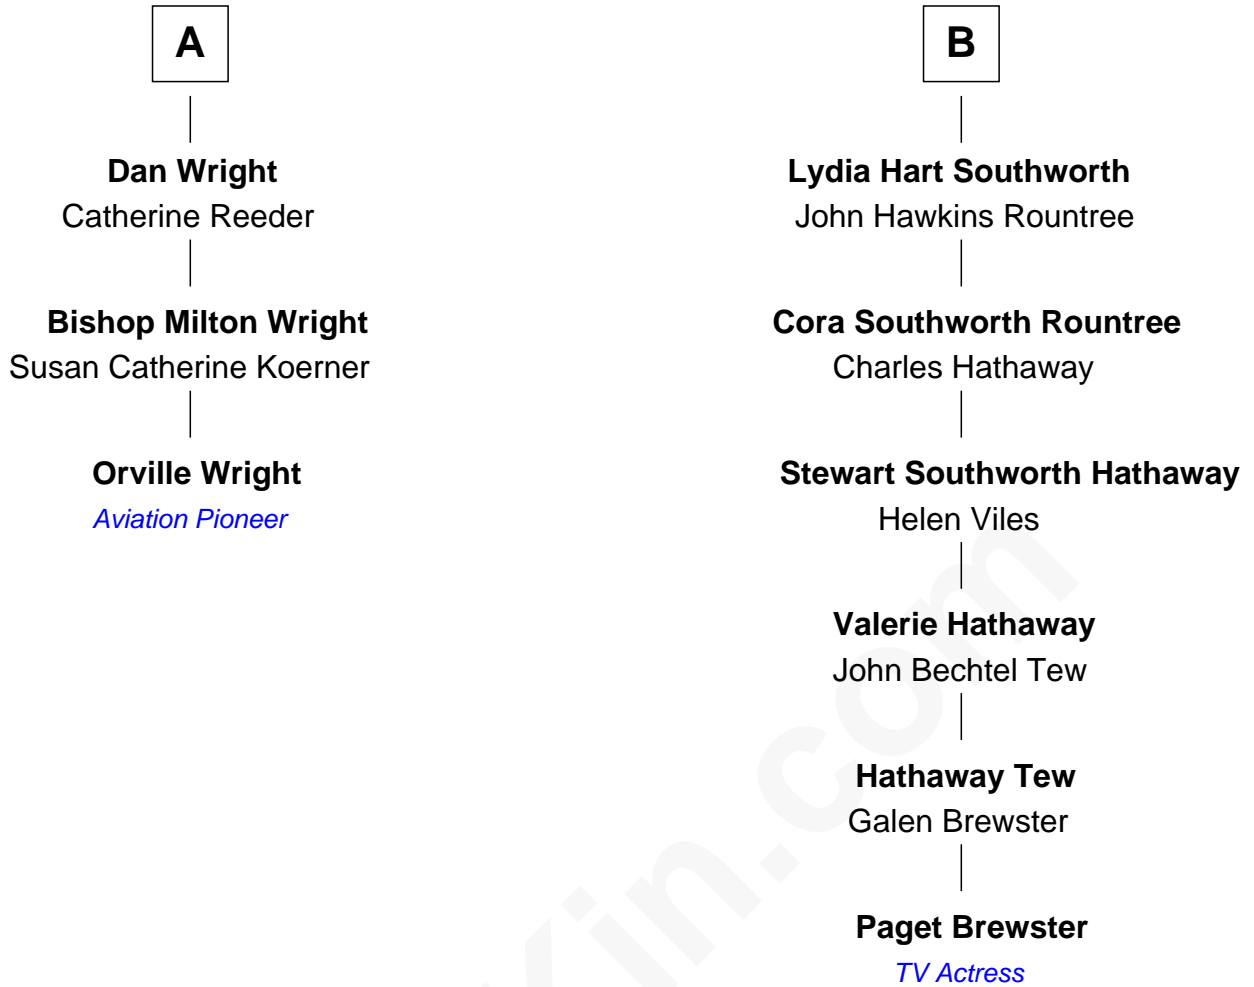 A
Dan Wright
Catherine Reeder
Bishop Milton Wright
Susan Catherine Koerner
Orville Wright
Aviation Pioneer
B
Lydia Hart Southworth
John Hawkins Rountree
Cora Southworth Rountree
Charles Hathaway
Stewart Southworth Hathaway
Helen Viles
Valerie Hathaway
John Bechtel Tew
Hathaway Tew
Galen Brewster
Paget Brewster
TV Actress
Kin.com